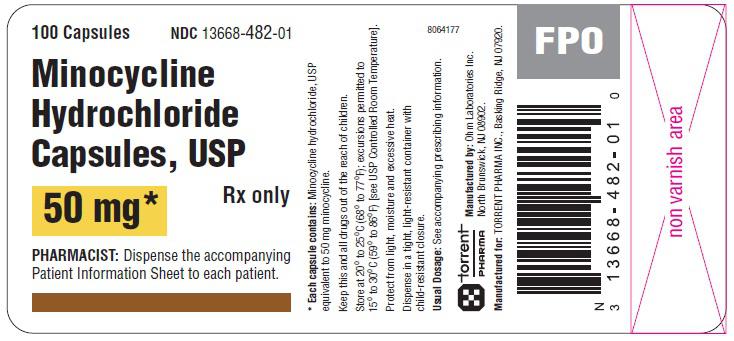 100 Capsules NDC 13668-482-01
Minocycline
Hydrochloride
Capsules, USP
50 mg*
Rx only
PHARMACIST: Dispense the accompanying
Patient Information Sheet to each patient.
* Each capsule contains: Minocycline hydrochloride, USP
equivalent to 50 mg minocycline.
Keep this and all drugs out of the reach of children.
Store at 20° to 25°C (68° to 77°F); excursions permitted to
15° to 30°C (59° to 86°F) [see USP Controlled Room Temperature].
Protect from light, moisture and excessive heat.
Dispense in a tight, light-resistant container with
child-resistant closure.
Usual Dosage: See accompanying prescribing information.
torrent
PHARMA
Manufactured by: Ohm Laboratories Inc.
North Brunswick, NJ 08902.
Manufactured for: TORRENT PHARMA INC., Basking Ridge, NJ 07920.
8064177
FPO
N
3 13668-482-01 0
non varnish area